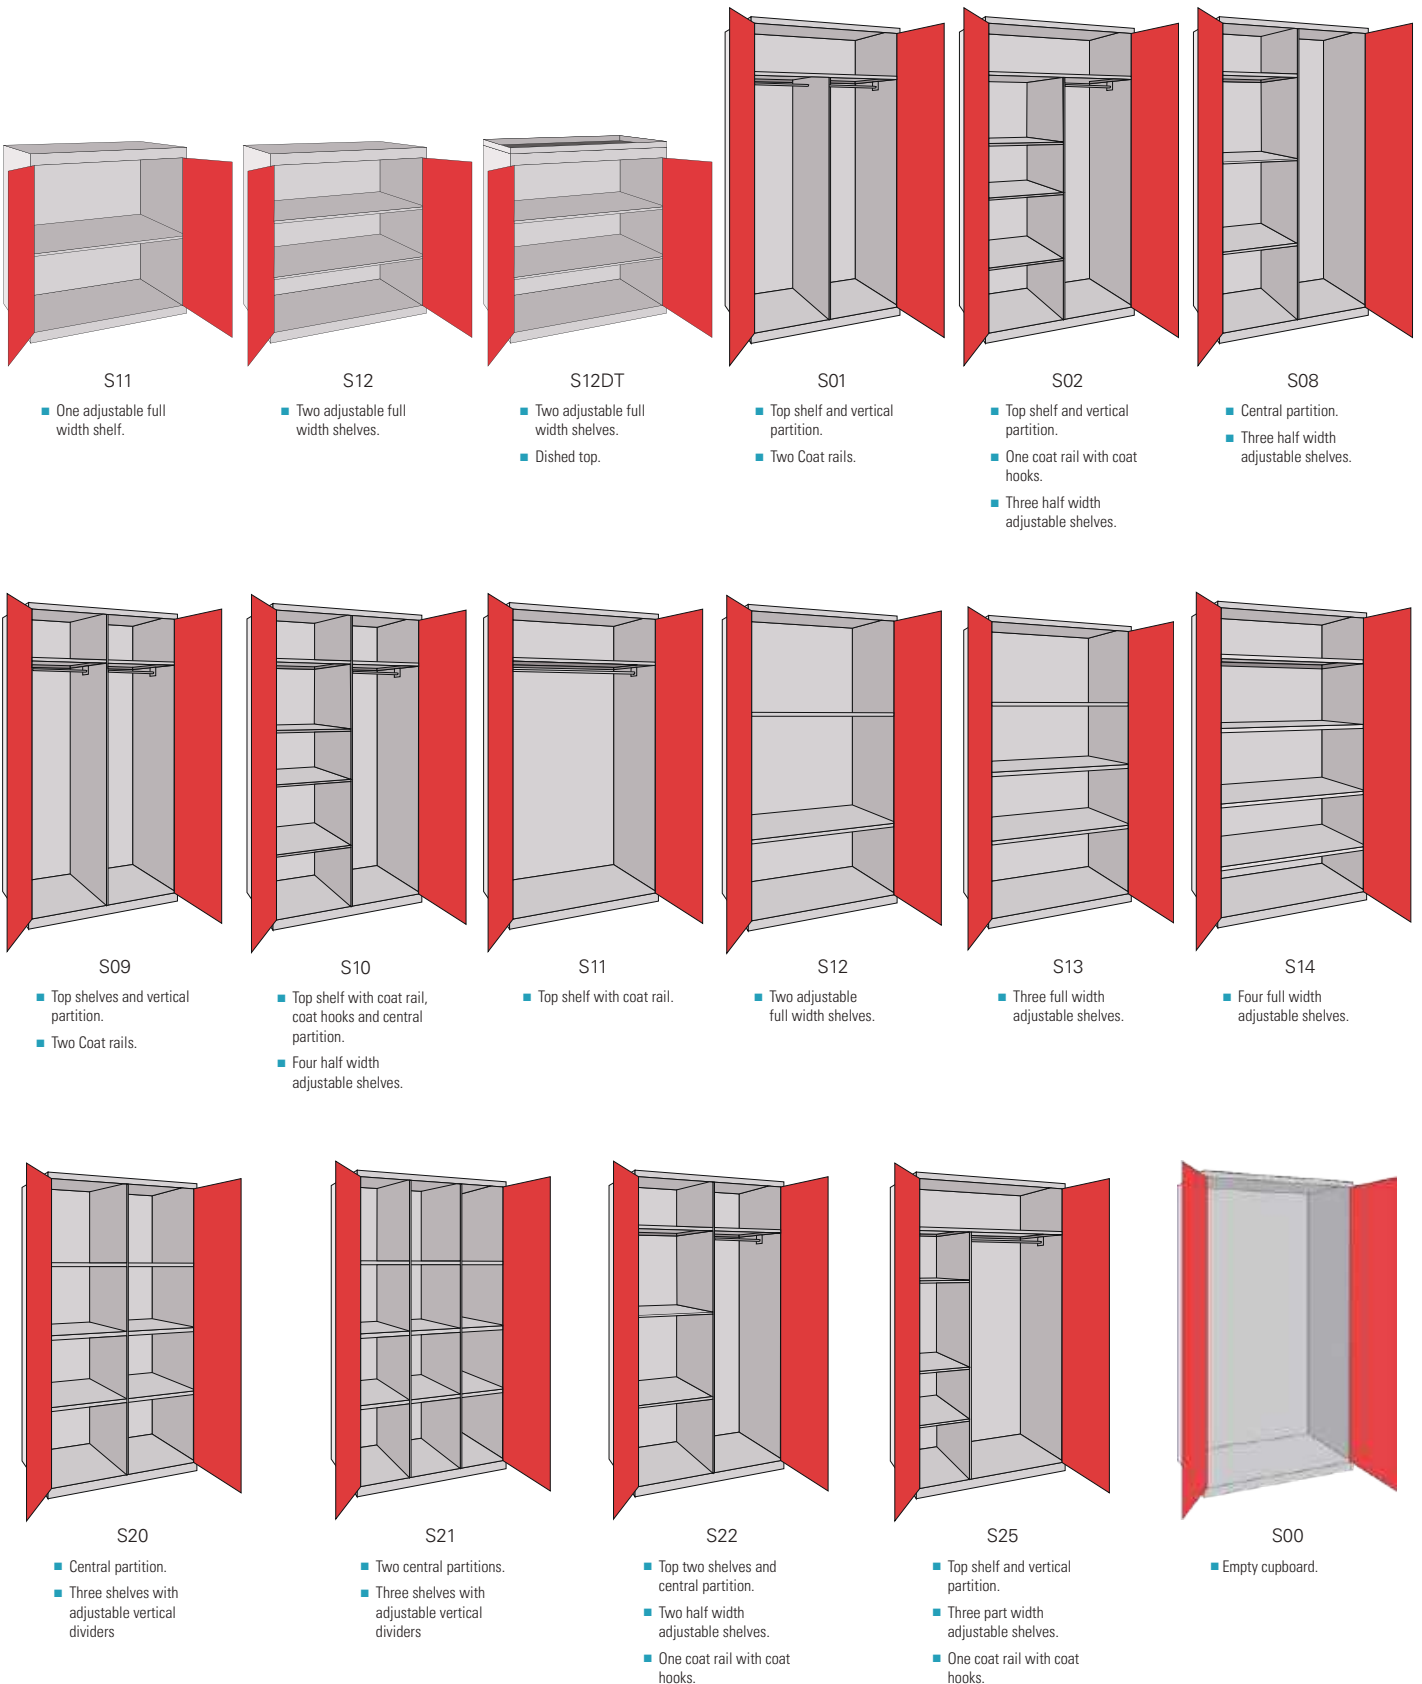 S11
One adjustable full
width shelf.
S12
Two adjustable full
width shelves.
S12DT
Two adjustable full
width shelves.
Dished top.
S01
Top shelf and vertical
partition.
Two Coat rails.
S02
Top shelf and vertical
partition.
One coat rail with coat
hooks.
Three half width
adjustable shelves.
S08
Central partition.
Three half width
adjustable shelves.
S09
Top shelves and vertical
partition.
Two Coat rails.
S10
Top shelf with coat rail,
coat hooks and central
partition.
Four half width
adjustable shelves.
S11
Top shelf with coat rail.
S12
Two adjustable
full width shelves.
S13
Three full width
adjustable shelves.
S14
Four full width
adjustable shelves.
S20
Central partition.
Three shelves with
adjustable vertical
dividers
S21
Two central partitions.
Three shelves with
adjustable vertical
dividers
S22
Top two shelves and
central partition.
Two half width
adjustable shelves.
One coat rail with coat
hooks.
S25
Top shelf and vertical
partition.
Three part width
adjustable shelves.
One coat rail with coat
hooks.
S00
Empty cupboard.